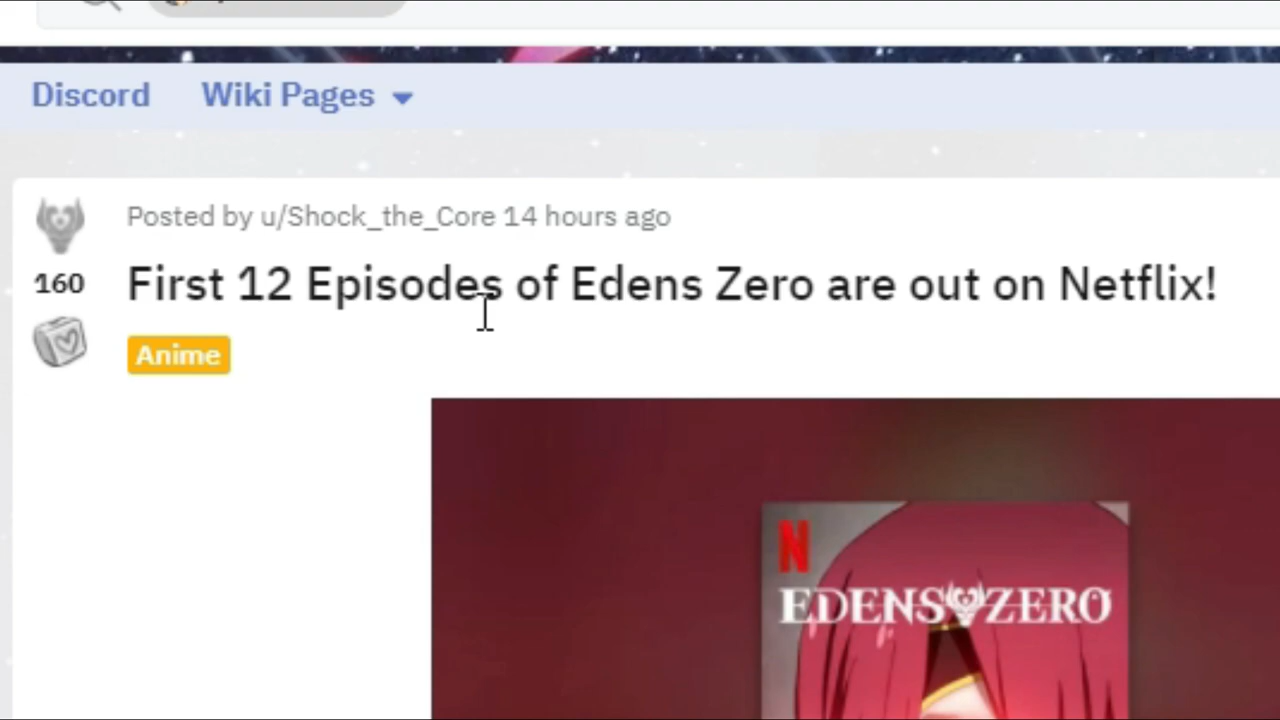 Discord Wiki Pages
Posted by u/Shock_the_Core 14 hours ago
160
First 12 Episodes of Edens Zero are out on Netflix!
Anime
N
EDENS ZERO